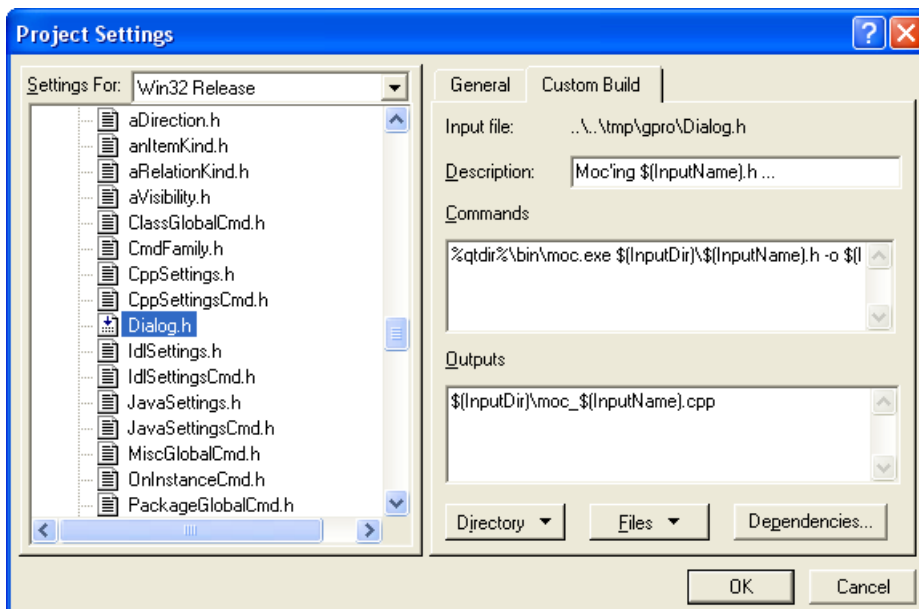 Project Settings
Settings For: Win32 Release
aDirection.h
anItemKind.h
aRelationKind.h
aVisibility.h
ClassGlobalCmd.h
CmdFamily.h
CppSettings.h
CppSettingsCmd.h
Dialog.h
IdlSettings.h
IdlSettingsCmd.h
JavaSettings.h
JavaSettingsCmd.h
MiscGlobalCmd.h
OnInstanceCmd.h
PackageGlobalCmd.h
General Custom Build
Input file: ..\..\tmp\gpro\Dialog.h
Description: Moc'ing $(InputName).h ...
Commands
%qtdir%\bin\moc.exe $(InputDir)\$(InputName).h -o $(I
Outputs
$(InputDir)\moc_$(InputName).cpp
Directory Files Dependencies...
OK Cancel